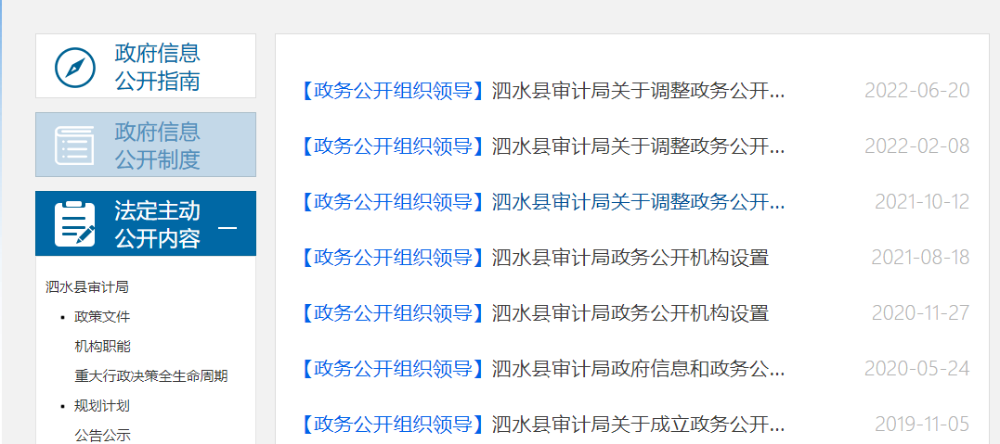 政府信息
公开指南
政府信息
公开制度
法定主动
公开内容
泗水县审计局
政策文件
机构职能
重大行政决策全生命周期
规划计划
公告公示
【政务公开组织领导】泗水县审计局关于调整政务公开... 2022-06-20
【政务公开组织领导】泗水县审计局关于调整政务公开... 2022-02-08
【政务公开组织领导】泗水县审计局关于调整政务公开... 2021-10-12
【政务公开组织领导】泗水县审计局政务公开机构设置 2021-08-18
【政务公开组织领导】泗水县审计局政务公开机构设置 2020-11-27
【政务公开组织领导】泗水县审计局政府信息和政务公... 2020-05-24
【政务公开组织领导】泗水县审计局关于成立政务公开... 2019-11-05